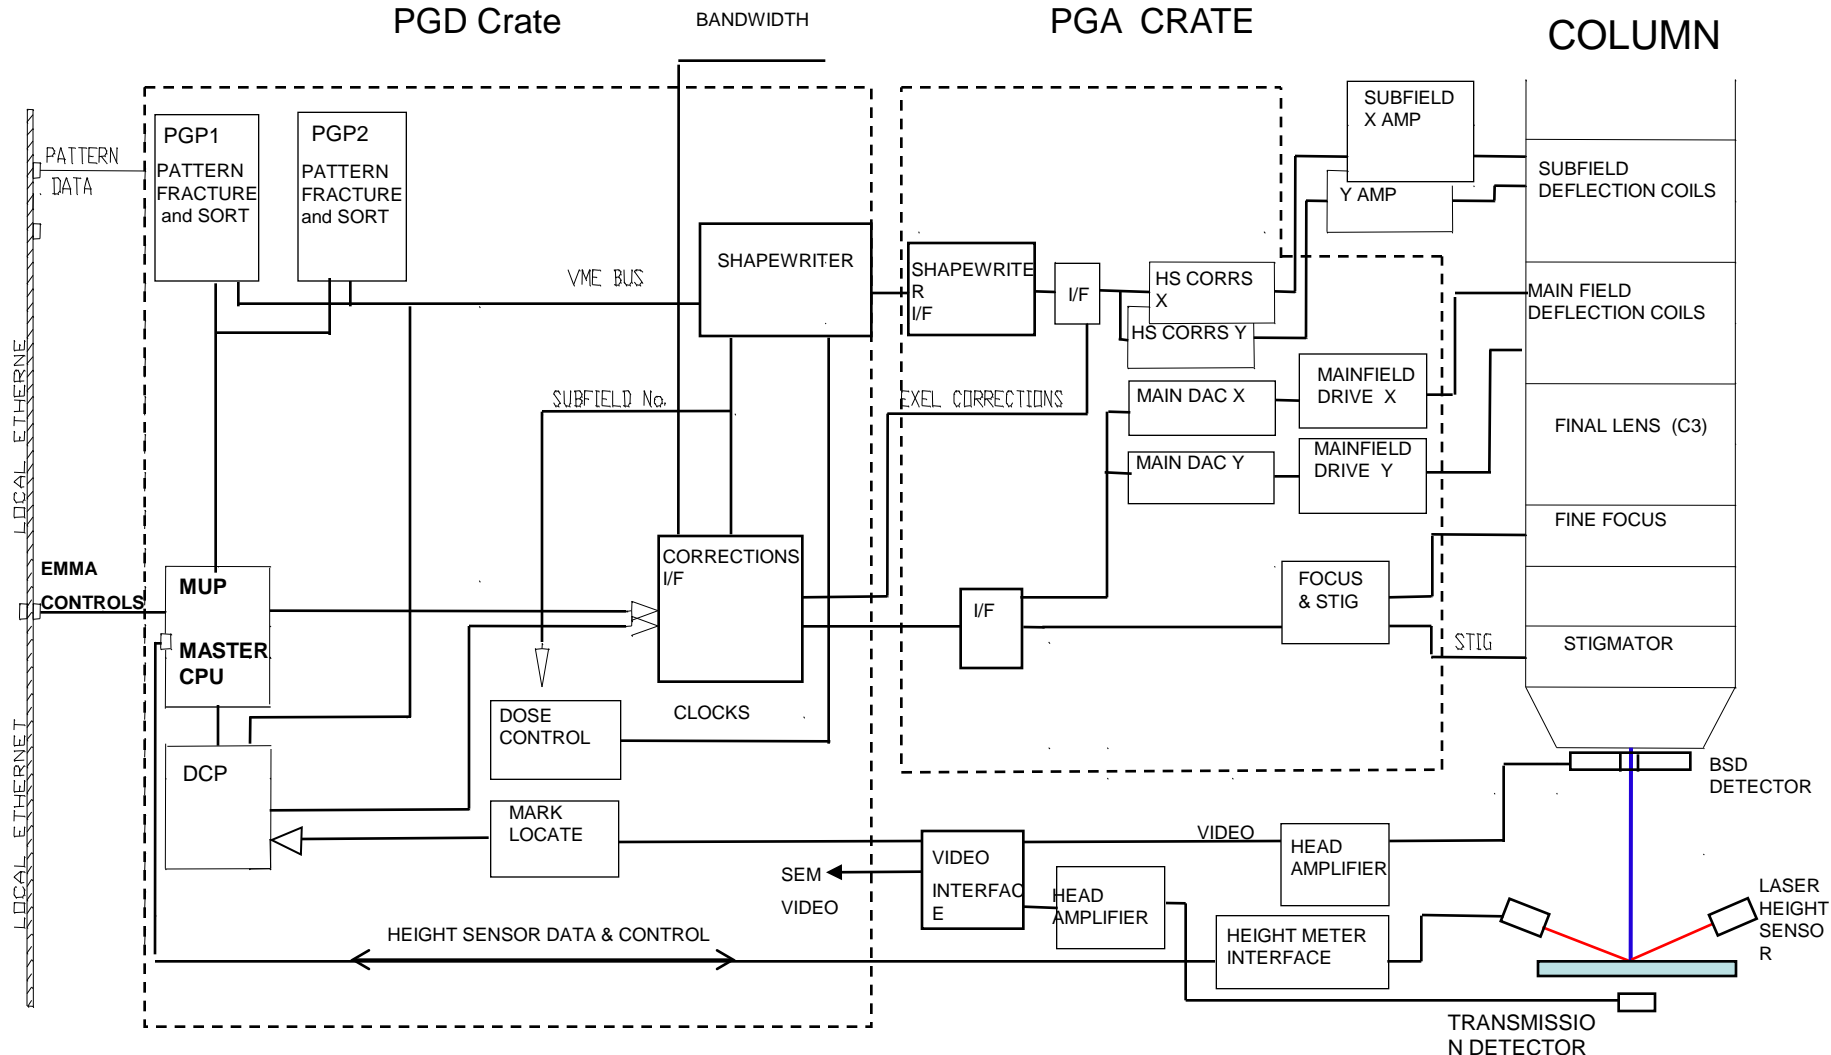 PGD Crate
BANDWIDTH
PGA CRATE
COLUMN
PATTERN
DATA
PGP1
PATTERN
FRACTURE
and SORT
PGP2
PATTERN
FRACTURE
and SORT
VME BUS
SHAPEWRITER
SHAPEWRITE
R
I/F
I/F
HS CORRS
X
HS CORRS Y
SUBFIELD
X AMP
Y AMP
SUBFIELD
DEFLECTION COILS
MAIN FIELD
DEFLECTION COILS
SUBFIELD No.
EXEL CORRECTIONS
MAIN DAC X
MAINFIELD
DRIVE X
MAIN DAC Y
MAINFIELD
DRIVE Y
FINAL LENS (C3)
FINE FOCUS
LOCAL ETHERNE
EMMA
CONTROLS
MUP
MASTER
CPU
CORRECTIONS
I/F
I/F
FOCUS
& STIG
STIG
STIGMATOR
LOCAL ETHERNET
DCP
DOSE
CONTROL
CLOCKS
MARK
LOCATE
BSD
DETECTOR
SEM
VIDEO
VIDEO
INTERFAC
E
VIDEO
HEAD
AMPLIFIER
HEAD
AMPLIFIER
HEIGHT SENSOR DATA & CONTROL
HEIGHT METER
INTERFACE
LASER
HEIGHT
SENSO
R
TRANSMISSIO
N DETECTOR